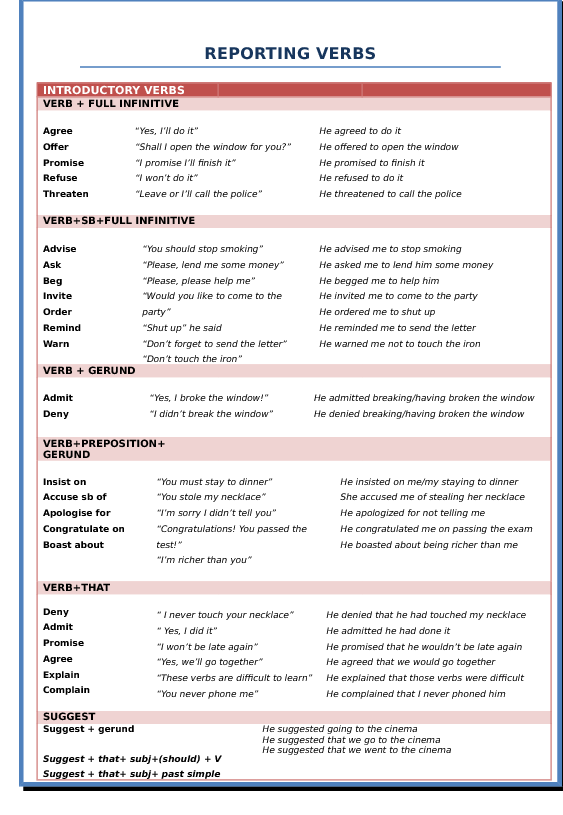 REPORTING VERBS
INTRODUCTORY VERBS
VERB + FULL INFINITIVE
Agree “Yes, I’ll do it” He agreed to do it
Offer “Shall I open the window for you?” He offered to open the window
Promise “I promise I’ll finish it” He promised to finish it
Refuse “I won’t do it” He refused to do it
Threaten “Leave or I’ll call the police” He threatened to call the police
VERB+SB+FULL INFINITIVE
Advise “You should stop smoking” He advised me to stop smoking
Ask “Please, lend me some money” He asked me to lend him some money
Beg “Please, please help me” He begged me to help him
Invite “Would you like to come to the He invited me to come to the party
Order party” He ordered me to shut up
Remind “Shut up” he said He reminded me to send the letter
Warn “Don’t forget to send the letter” He warned me not to touch the iron
“Don’t touch the iron”
VERB + GERUND
Admit “Yes, I broke the window!” He admitted breaking/having broken the window
Deny “I didn’t break the window” He denied breaking/having broken the window
VERB+PREPOSITION+
GERUND
Insist on “You must stay to dinner” He insisted on me/my staying to dinner
Accuse sb of “You stole my necklace” She accused me of stealing her necklace
Apologise for “I’m sorry I didn’t tell you” He apologized for not telling me
Congratulate on “Congratulations! You passed the He congratulated me on passing the exam
Boast about test!” He boasted about being richer than me
“I’m richer than you”
VERB+THAT
Deny “ I never touch your necklace” He denied that he had touched my necklace
Admit “ Yes, I did it” He admitted he had done it
Promise “I won’t be late again” He promised that he wouldn’t be late again
Agree “Yes, we’ll go together” He agreed that we would go together
Explain “These verbs are difficult to learn” He explained that those verbs were difficult
Complain “You never phone me” He complained that I never phoned him
SUGGEST
Suggest + gerund He suggested going to the cinema
He suggested that we go to the cinema
He suggested that we went to the cinema
Suggest + that+ subj+(should) + V
Suggest + that+ subj+ past simple